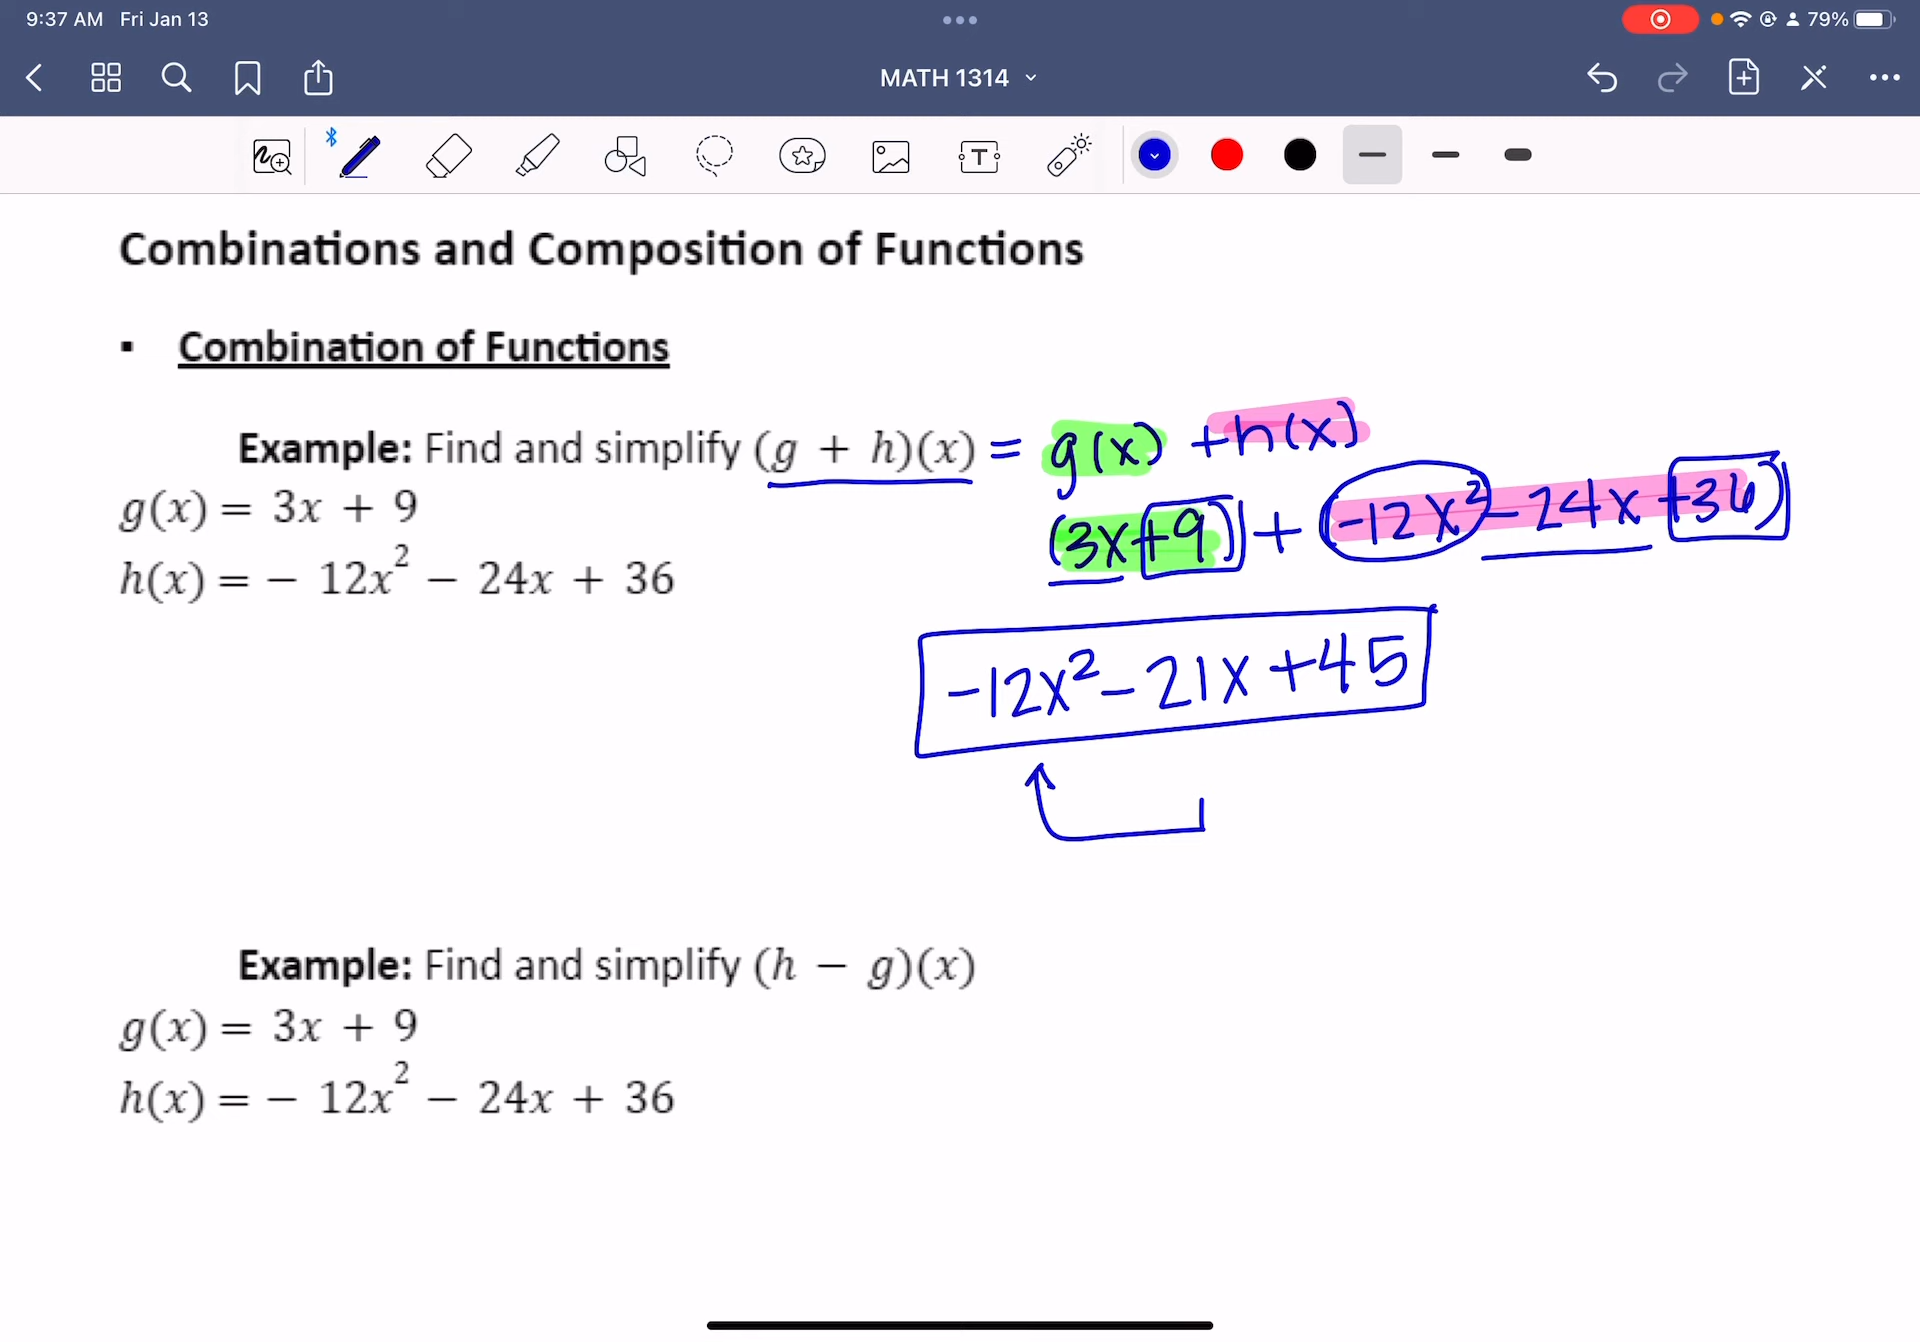 9:37 AM Fri Jan 13
79%
MATH 1314
T
Combinations and Composition of Functions
▪ Combination of Functions
Example: Find and simplify (g + h)(x) = g(x) + h(x)
g(x) = 3x + 9
(3x+9) + (-12x² - 24x + 36)
h(x) = − 12x² − 24x + 36
-12x² - 21x + 45
Example: Find and simplify (h − g)(x)
g(x) = 3x + 9
h(x) = − 12x² − 24x + 36